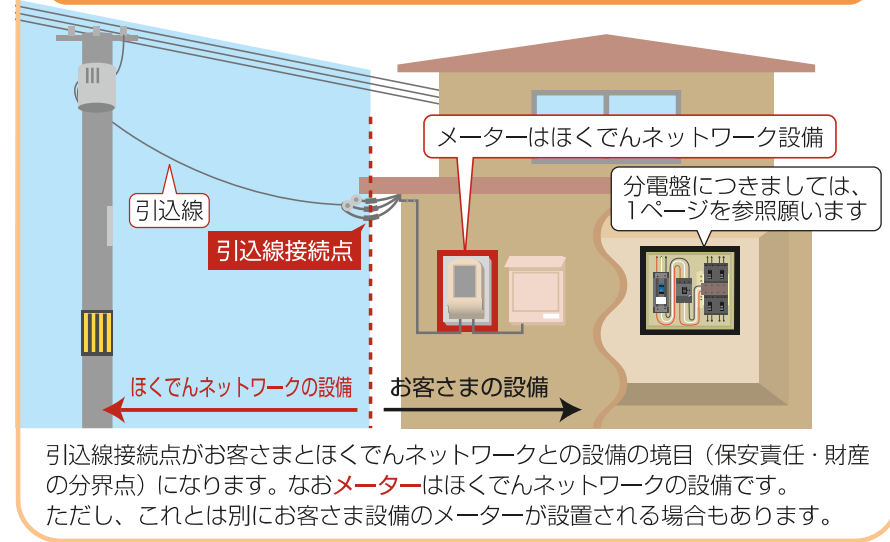 メーターはほくでんネットワーク設備
分電盤につきましては、
1ページを参照願います
引込線
引込線接続点
ほくでんネットワークの設備
お客さまの設備
引込線接続点がお客さまとほくでんネットワークとの設備の境目（保安責任・財産
の分界点）になります。なおメーターはほくでんネットワークの設備です。
ただし、これとは別にお客さま設備のメーターが設置される場合もあります。